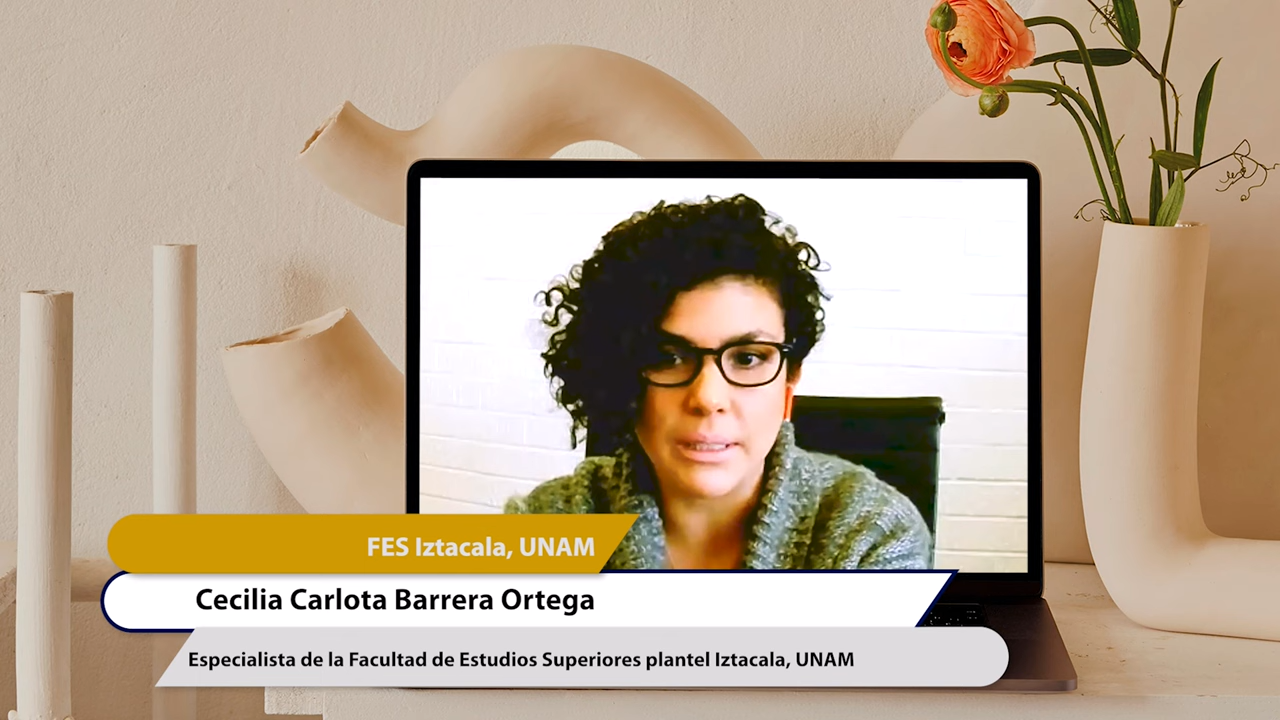 FES Iztacala, UNAM
Cecilia Carlota Barrera Ortega
Especialista de la Facultad de Estudios Superiores plantel Iztacala, UNAM